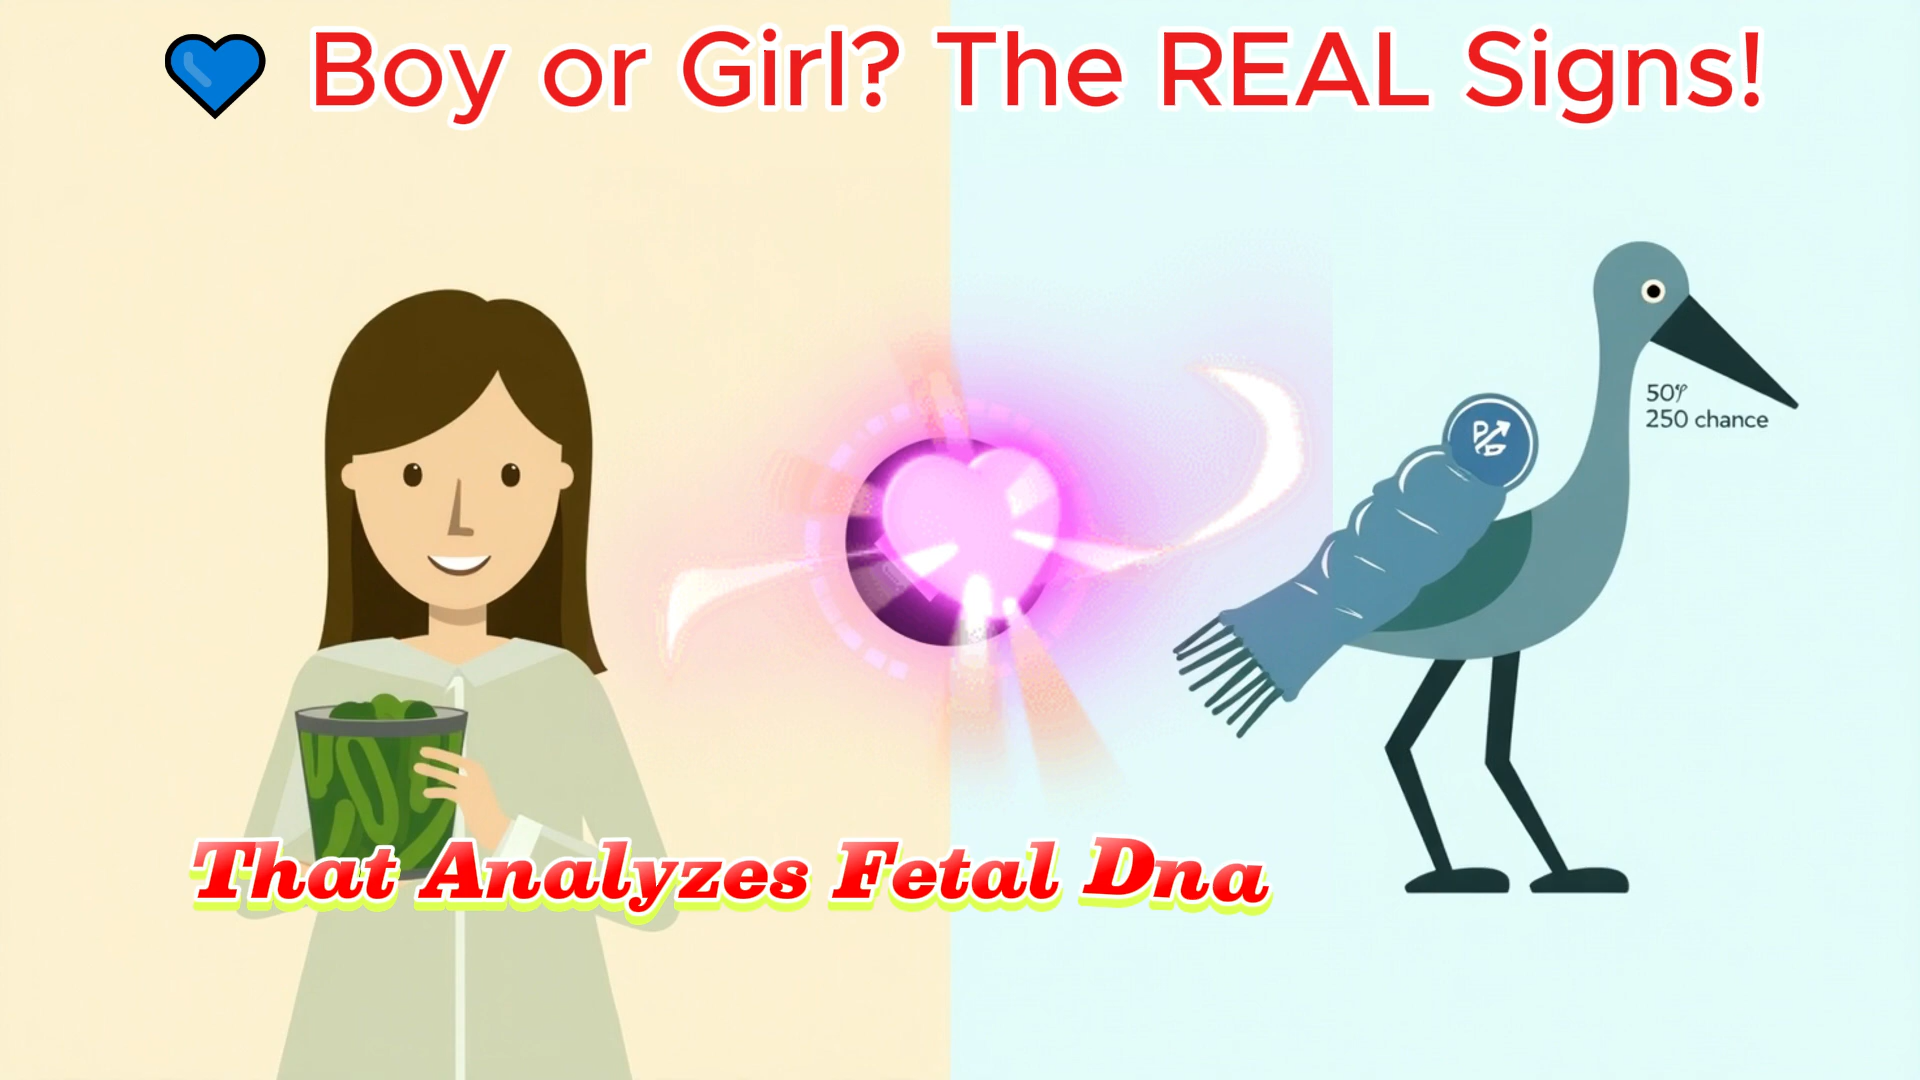 Boy or Girl? The REAL Signs!
50
250 chance
That Analyzes Fetal Dna